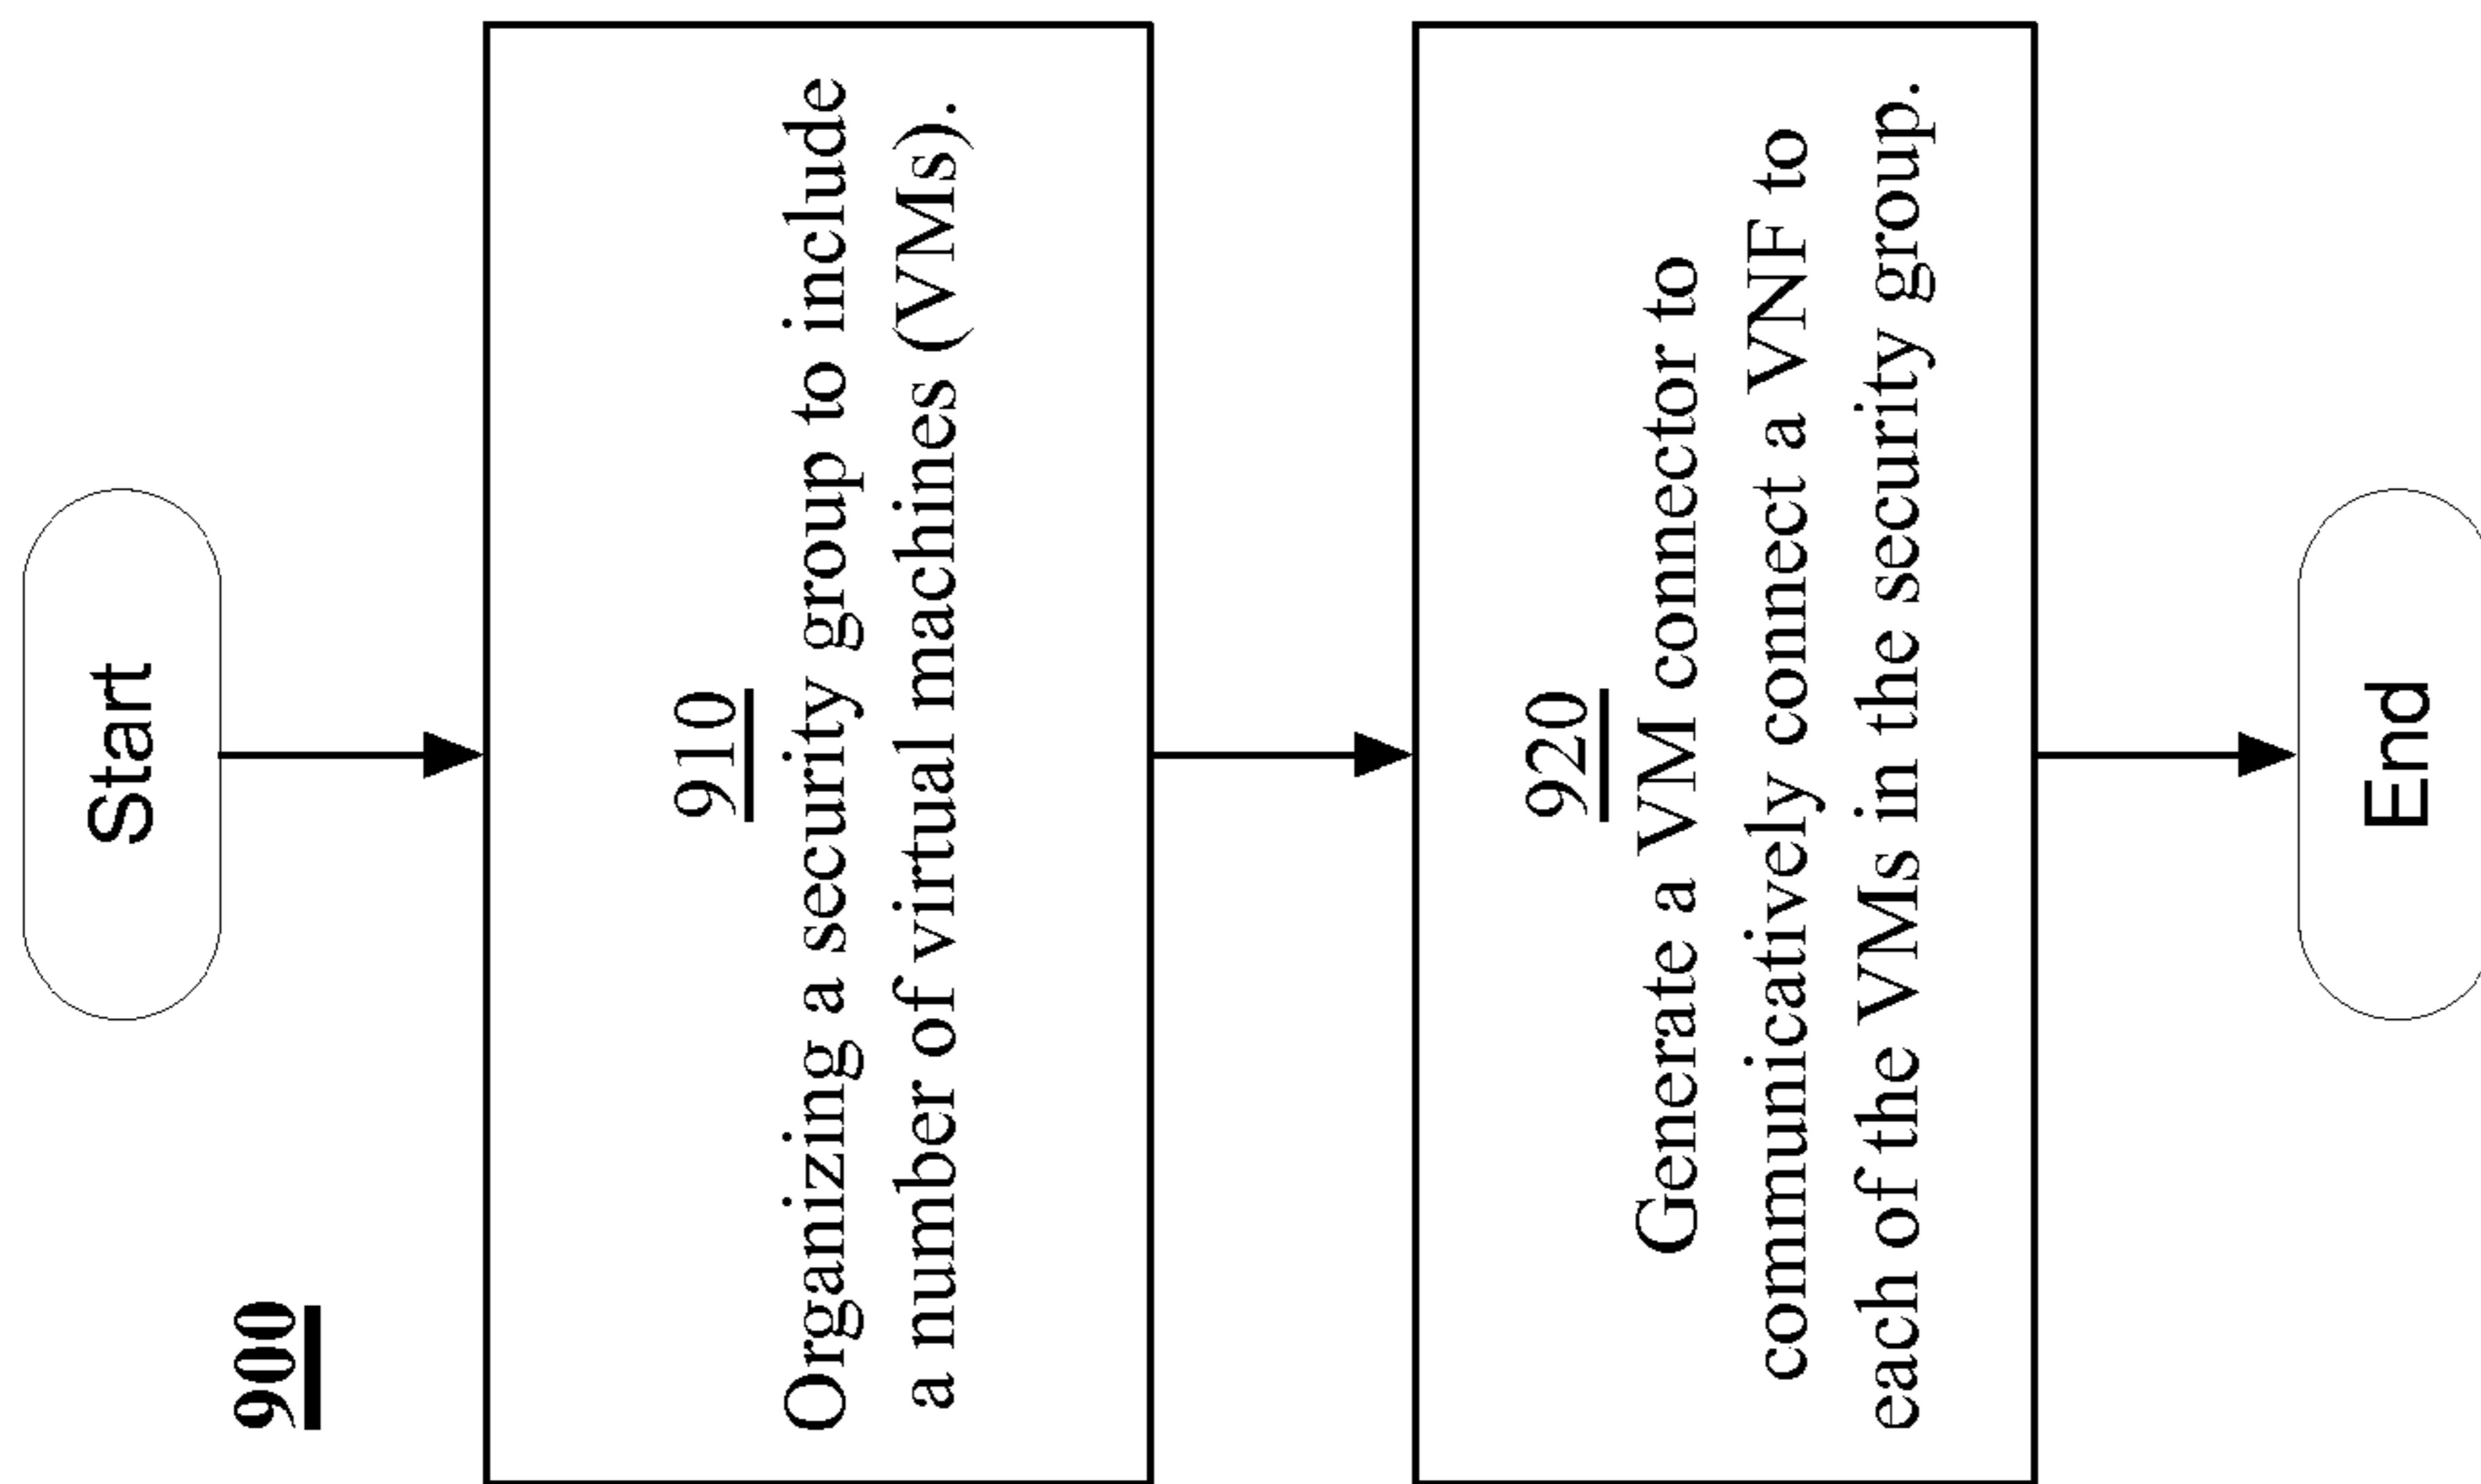 900
Start
910
Organizing a security group to include
a number of virtual machines (VMs).
920
Generate a VM connector to
communicatively connect a VNF to
each of the VMs in the security group.
End